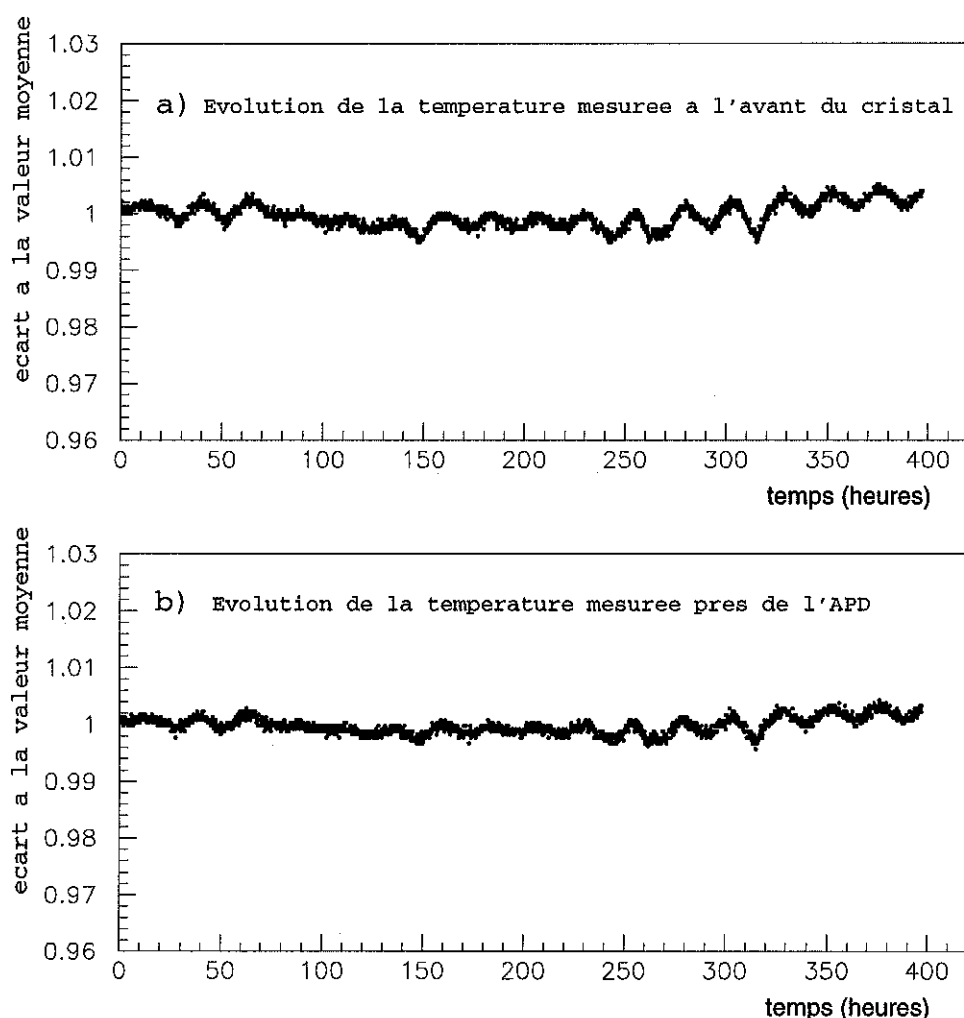 ecart a la valeur moyenne
1.03
1.02
1.01
1
0.99
0.98
0.97
0.96
a) Evolution de la temperature mesuree a l'avant du cristal
0 50 100 150 200 250 300 350 400
temps (heures)
ecart a la valeur moyenne
1.03
1.02
1.01
1
0.99
0.98
0.97
0.96
b) Evolution de la temperature mesuree pres de l'APD
0 50 100 150 200 250 300 350 400
temps (heures)